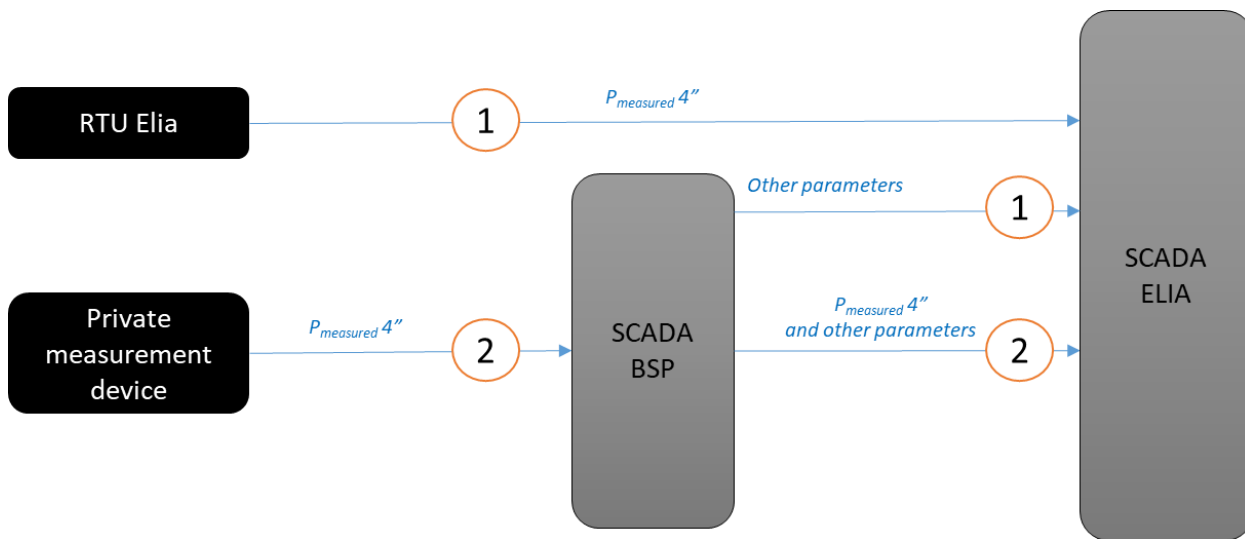 RTU Elia
1
Pmeasured 4”
Other parameters
1
Private
measurement
device
Pmeasured 4”
2
SCADA
BSP
Pmeasured 4”
and other parameters
2
SCADA
ELIA